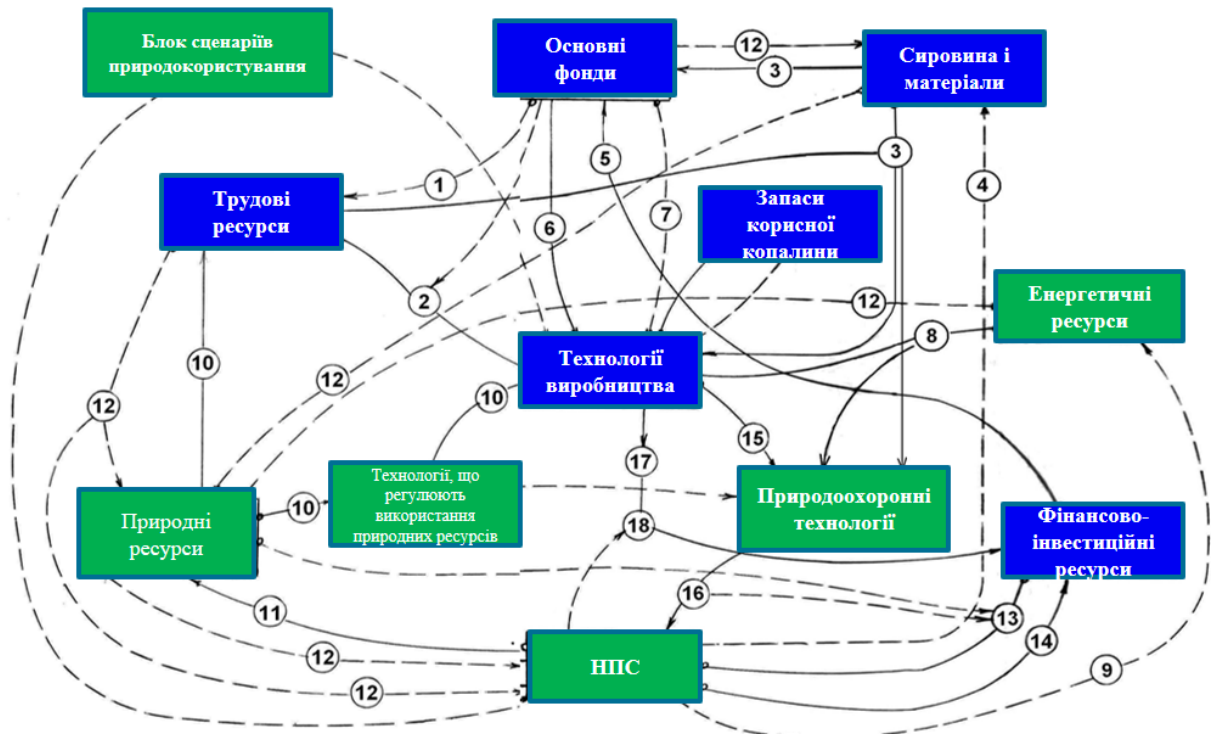 Блок сценаріїв
природокористування
Основні
фонди
12
3
Сировина і
матеріали
1
5
3
4
Трудові
ресурси
6
7
Запаси
корисної
копалини
2
12
Енергетичні
ресурси
8
10
12
Технології
виробництва
12
10
15
17
Природні
ресурси
10
Технології, що
регулюють
використання
природних ресурсів
18
Природоохоронні
технології
Фінансово-
інвестиційні
ресурси
11
16
13
14
12
12
НПС
9